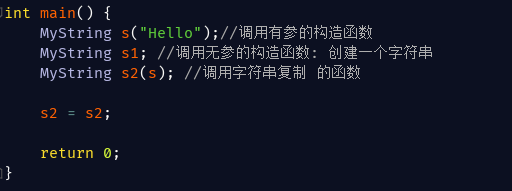 int main() {
MyString s("Hello");//调用有参的构造函数
MyString s1; //调用无参的构造函数: 创建一个字符串
MyString s2(s); //调用字符串复制 的函数
s2 = s2;
return 0;
}